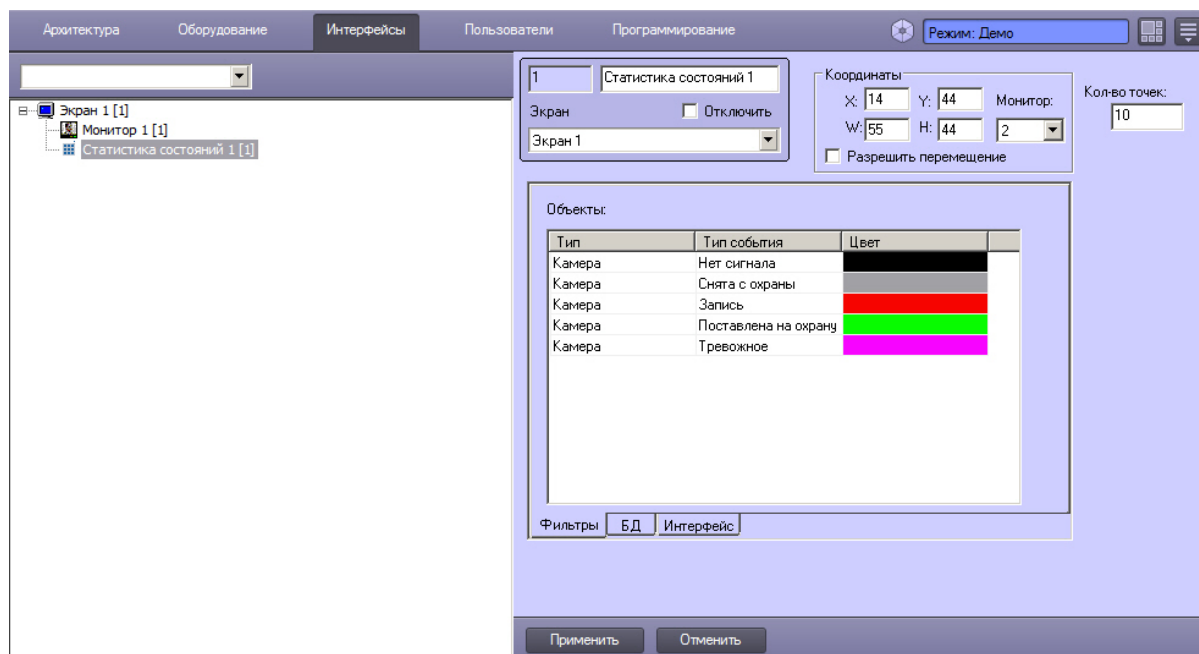 Архитектура Оборудование Интерфейсы Пользователи Программирование Режим: Демо
Экран 1 [1]
Монитор 1 [1]
Статистика состояний 1 [1]
1 Статистика состояний 1
Экран Отключить
Экран 1
Координаты
X: 14 Y: 44 Монитор:
W: 55 H: 44 2
Разрешить перемещение
Кол-во точек:
10
Объекты:
Тип Тип события Цвет
Камера Нет сигнала
Камера Снята с охраны
Камера Запись
Камера Поставлена на охрану
Камера Тревожное
Фильтры БД Интерфейс
Применить Отменить